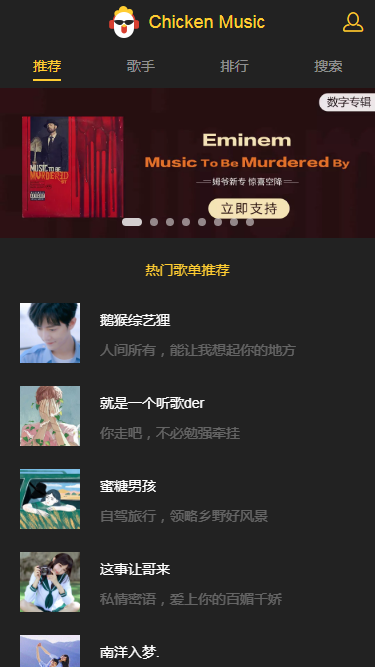 Chicken Music
推荐 歌手 排行 搜索
数字专辑
MUSIC TO BE
MURDERED
BY
Eminem
Music To Be Murdered By
姆爷新专 惊喜空降
立即支持
热门歌单推荐
鹅猴综艺狸
人间所有，能让我想起你的地方
就是一个听歌der
你走吧，不必勉强牵挂
蜜糖男孩
自驾旅行，领略乡野好风景
这事让哥来
私情密语，爱上你的百媚千娇
南洋入梦.